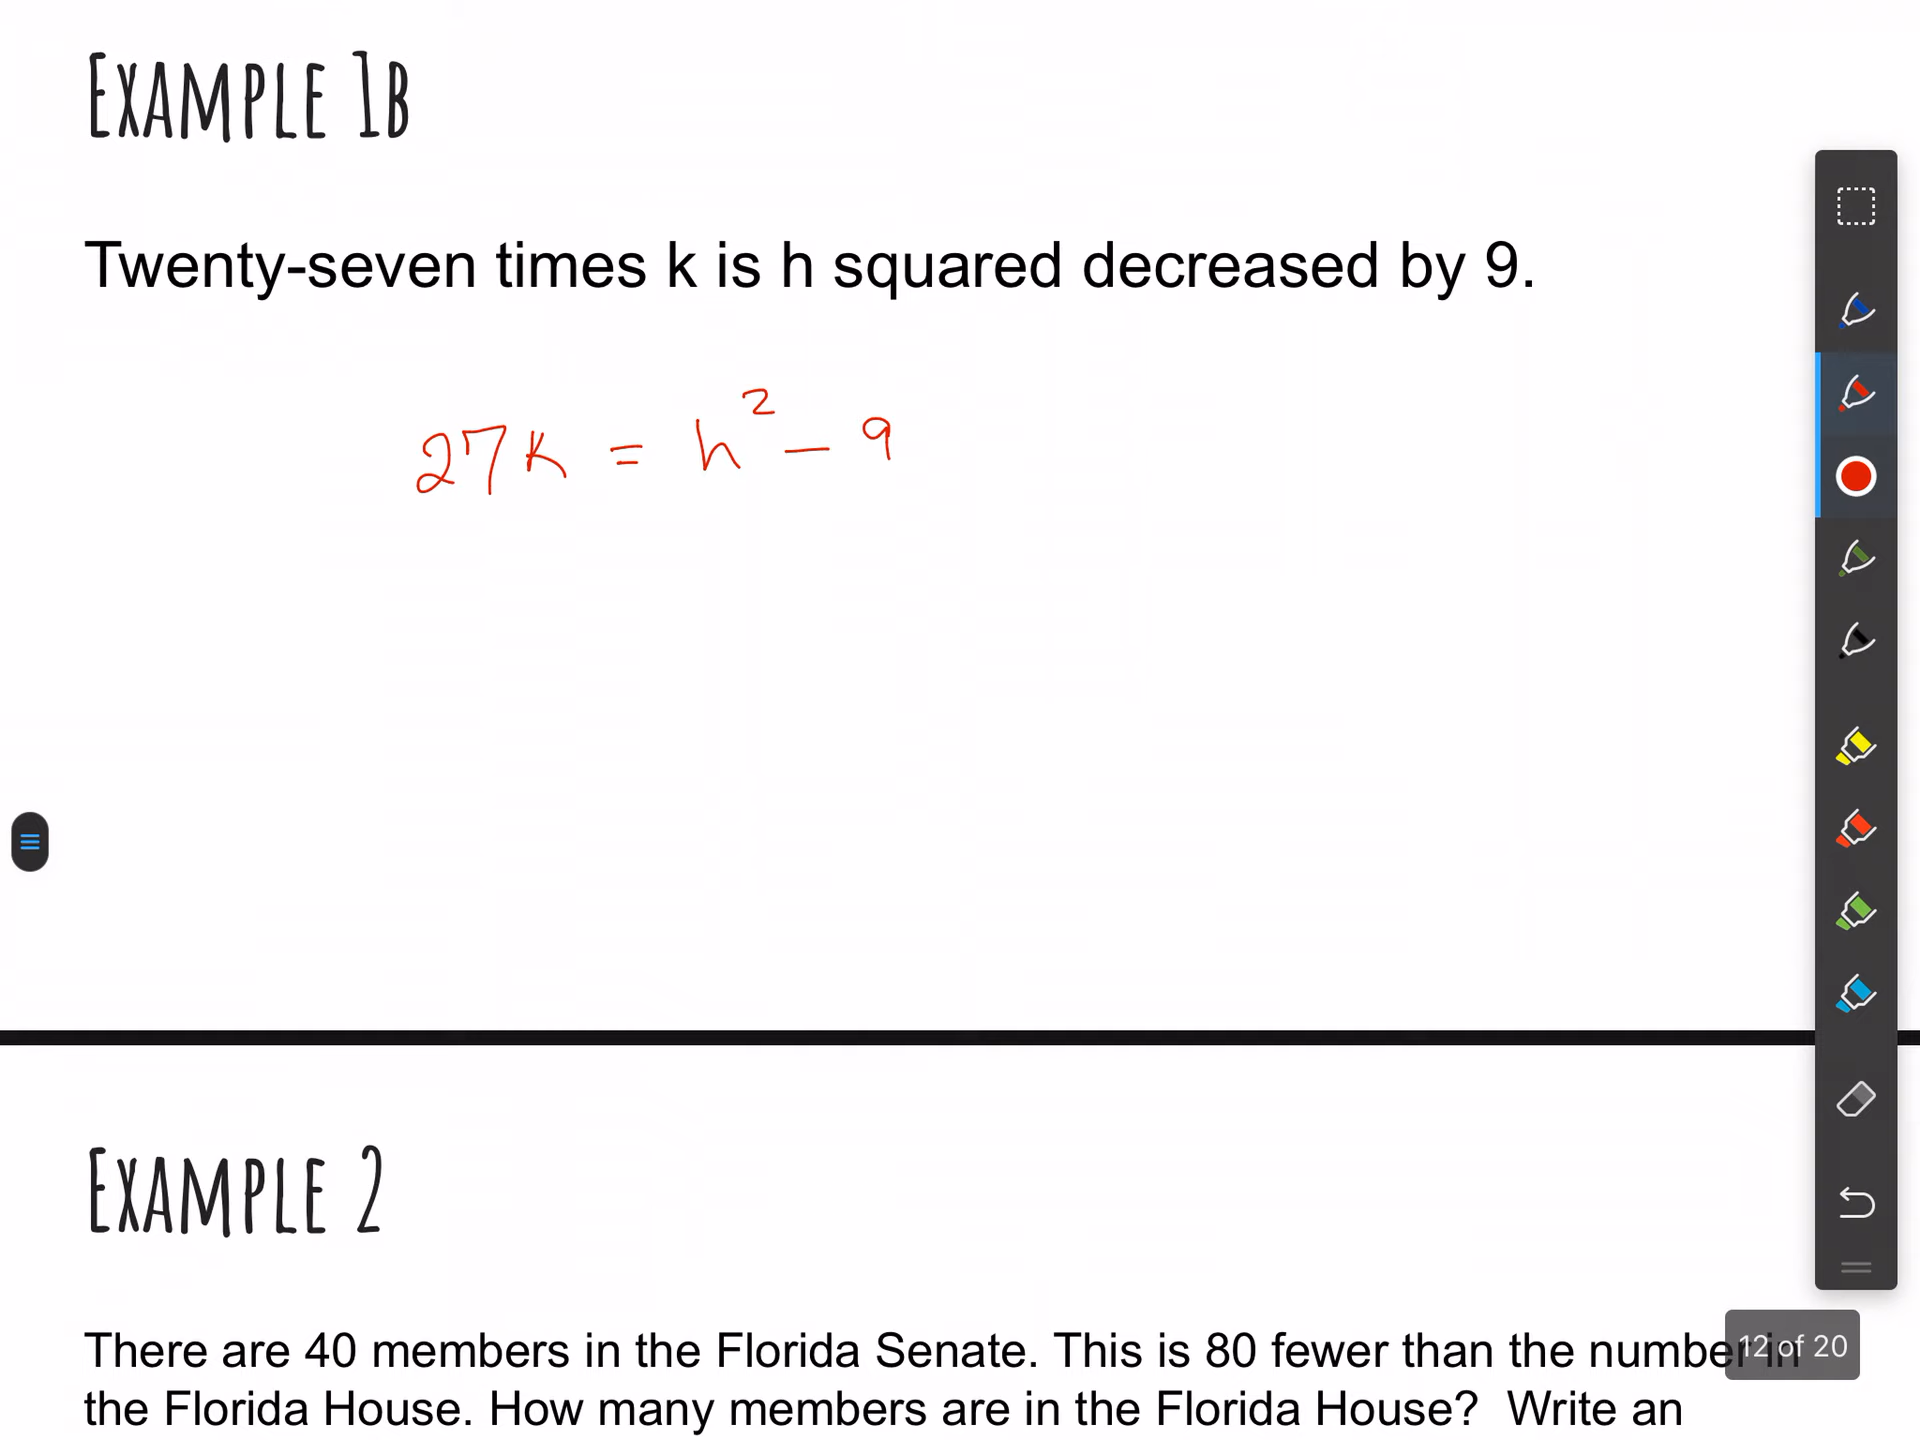 EXAMPLE 1B
Twenty-seven times k is h squared decreased by 9.
27k = h² - 9
EXAMPLE 2
There are 40 members in the Florida Senate. This is 80 fewer than the number in
12 of 20
the Florida House. How many members are in the Florida House? Write an